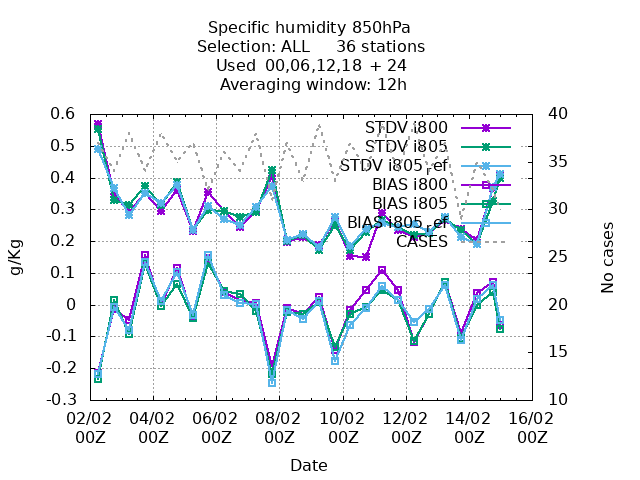 Specific humidity 850hPa
Selection: ALL 36 stations
Used 00,06,12,18 + 24
Averaging window: 12h
g/Kg
0.6
0.5
0.4
0.3
0.2
0.1
0
-0.1
-0.2
-0.3
40
35
30
25
20
15
10
No cases
STDV i800
STDV i805
STDV i805ref
BIAS i800
BIAS i805
BIAS i805ref
CASES
02/02 04/02 06/02 08/02 10/02 12/02 14/02 16/02
00Z 00Z 00Z 00Z 00Z 00Z 00Z 00Z
Date